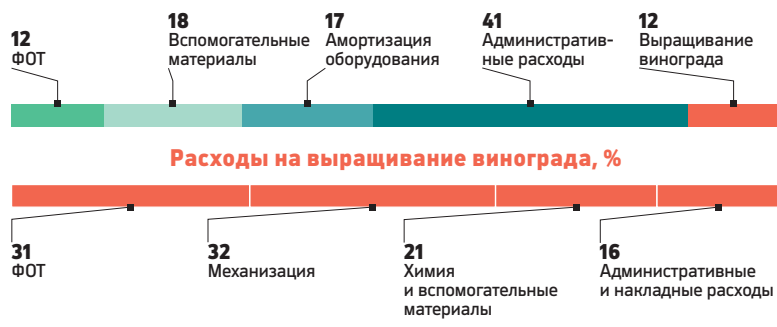 12
ФОТ
18
Вспомогательные
материалы
17
Амортизация
оборудования
41
Административ-
ные расходы
12
Выращивание
винограда
Расходы на выращивание винограда, %
31
ФОТ
32
Механизация
21
Химия
и вспомогательные
материалы
16
Административные
и накладные расходы